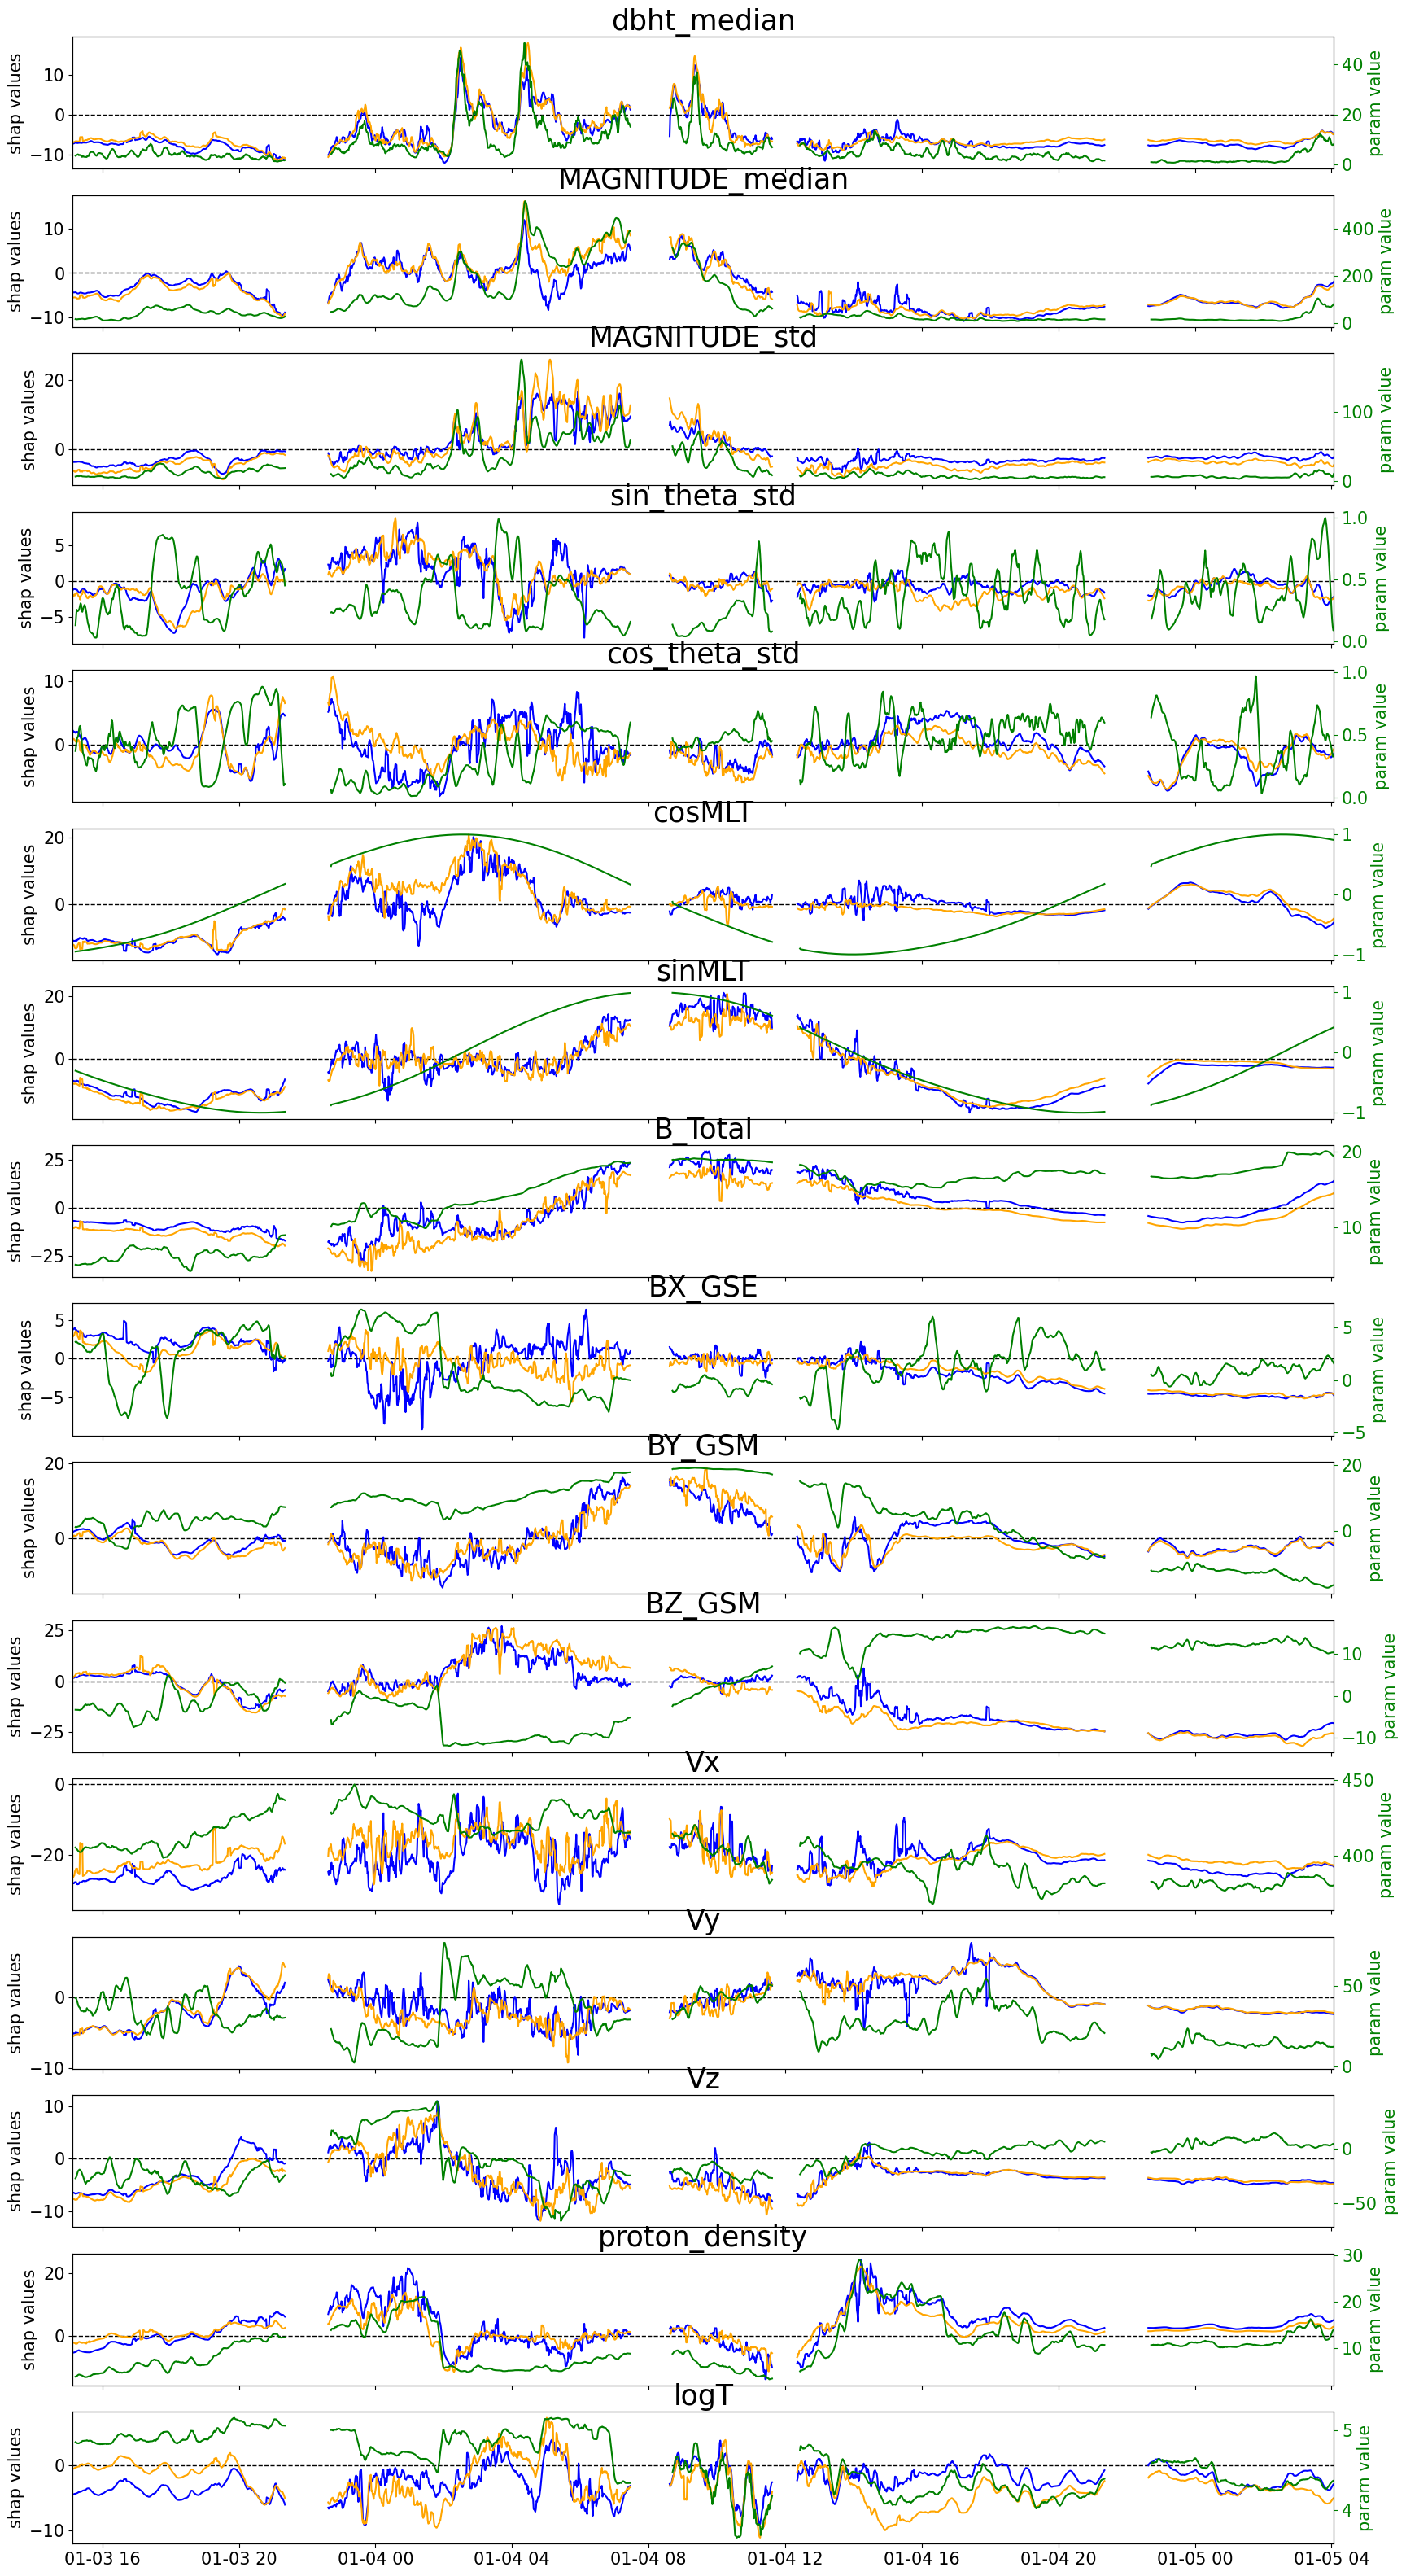 dbht_median
shap values
10
0
−10
40
20
0
param value
MAGNITUDE_median
shap values
10
0
−10
400
200
0
param value
MAGNITUDE_std
shap values
20
0
100
0
param value
sin_theta_std
shap values
5
0
−5
1.0
0.5
0.0
param value
cos_theta_std
shap values
10
0
1.0
0.5
0.0
param value
cosMLT
shap values
20
0
1
0
−1
param value
sinMLT
shap values
20
0
1
0
−1
param value
B_Total
shap values
25
0
−25
20
10
param value
BX_GSE
shap values
5
0
−5
5
0
−5
param value
BY_GSM
shap values
20
0
20
0
param value
BZ_GSM
shap values
25
0
−25
10
0
−10
param value
Vx
shap values
0
−20
450
400
param value
Vy
shap values
0
−10
50
0
param value
Vz
shap values
10
0
−10
0
−50
param value
proton_density
shap values
20
0
30
20
10
param value
logT
shap values
0
−10
5
4
param value
01-03 16 01-03 20 01-04 00 01-04 04 01-04 08 01-04 12 01-04 16 01-04 20 01-05 00 01-05 04